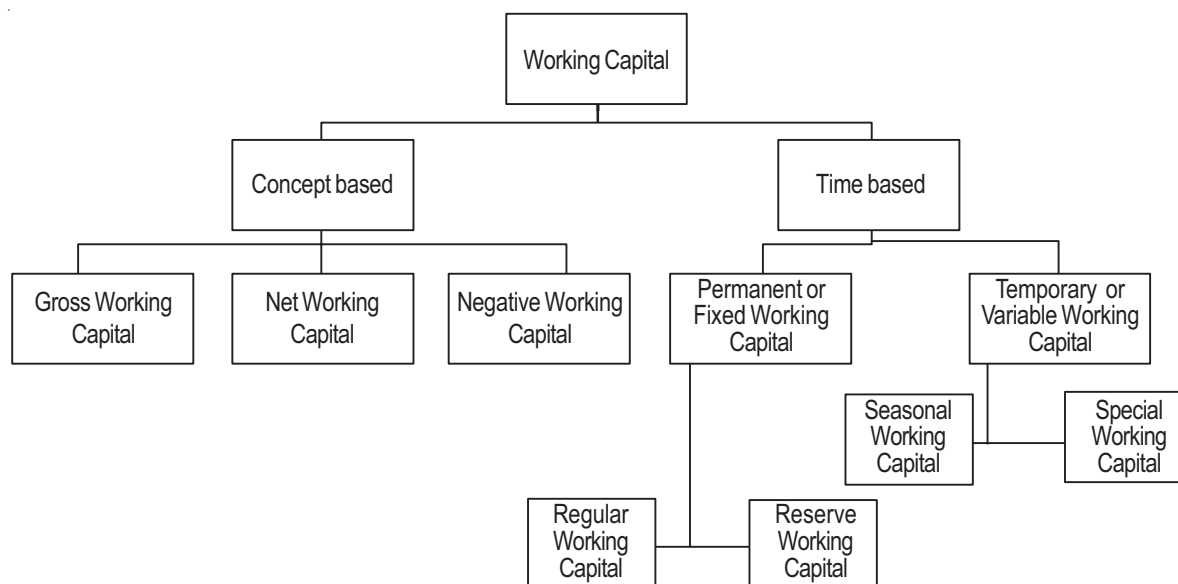 Working Capital
Concept based
Time based
Gross Working
Capital
Net Working
Capital
Negative Working
Capital
Permanent or
Fixed Working
Capital
Temporary or
Variable Working
Capital
Seasonal
Working
Capital
Special
Working
Capital
Regular
Working
Capital
Reserve
Working
Capital